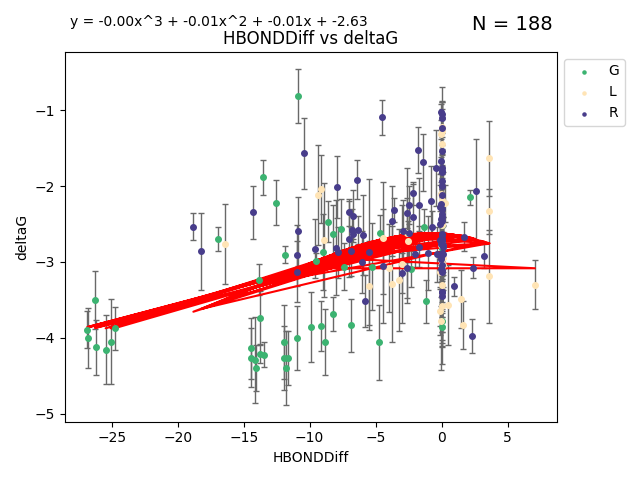 y = -0.00x^3 + -0.01x^2 + -0.01x + -2.63
N = 188
HBONDDiff vs deltaG
G
L
R
deltaG
−1
−2
−3
−4
−5
−25
−20
−15
−10
−5
0
5
HBONDDiff